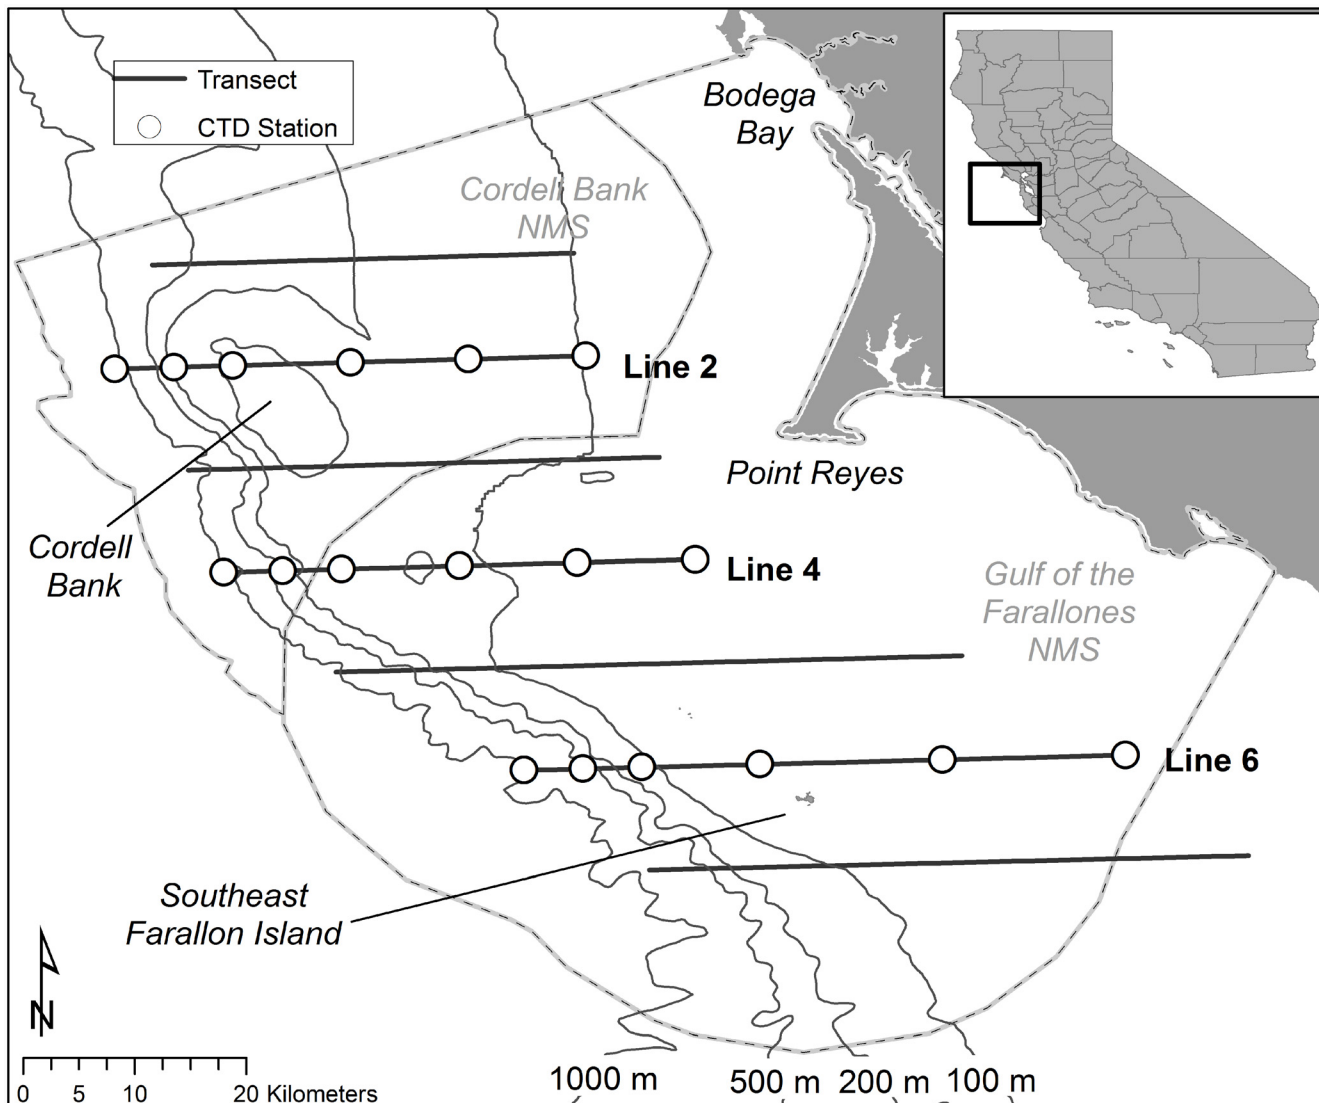 Transect
CTD Station
Bodega
Bay
Cordell Bank
NMS
Line 2
Point Reyes
Cordell
Bank
Line 4
Gulf of the
Farallones
NMS
Line 6
Southeast
Farallon Island
N
0 5 10 20 Kilometers
1000 m 500 m 200 m 100 m